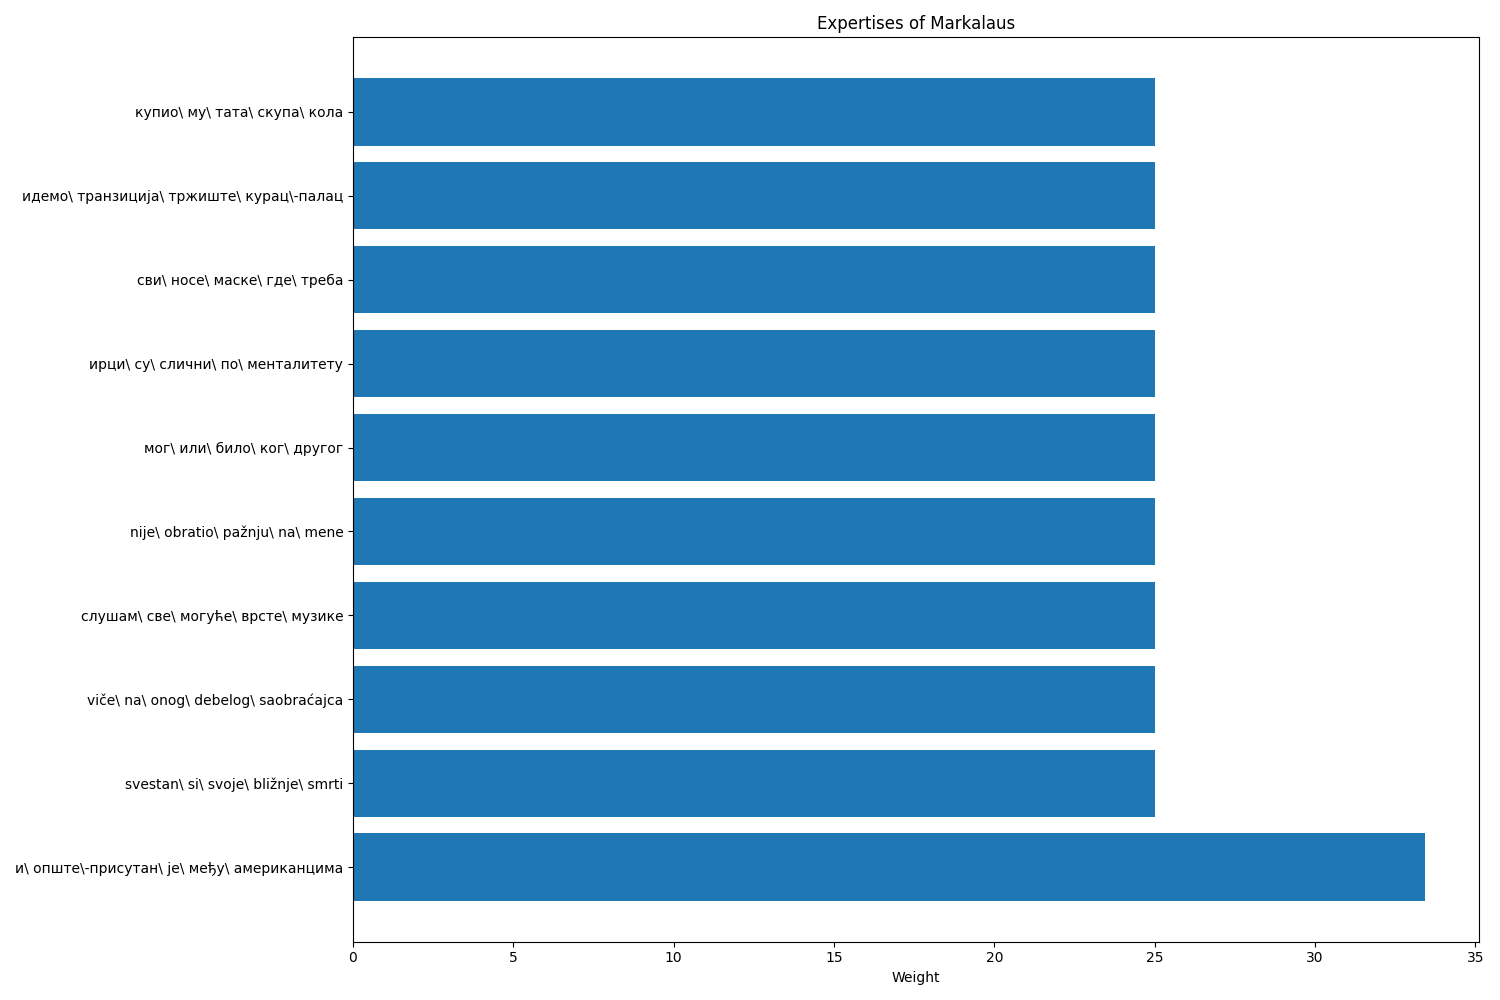 Expertises of Markalaus
купио\ му\ тата\ скупа\ кола
идемо\ транзиција\ тржиште\ курац\-палац
сви\ носе\ маске\ где\ треба
ирци\ су\ слични\ по\ менталитету
мог\ или\ било\ ког\ другог
nije\ obratio\ pažnju\ na\ mene
слушам\ све\ могуће\ врсте\ музике
viče\ na\ onog\ debelog\ saobraćajca
svestan\ si\ svoje\ bližnje\ smrti
и\ опште\-присутан\ је\ међу\ американцима
0 5 10 15 20 25 30 35
Weight